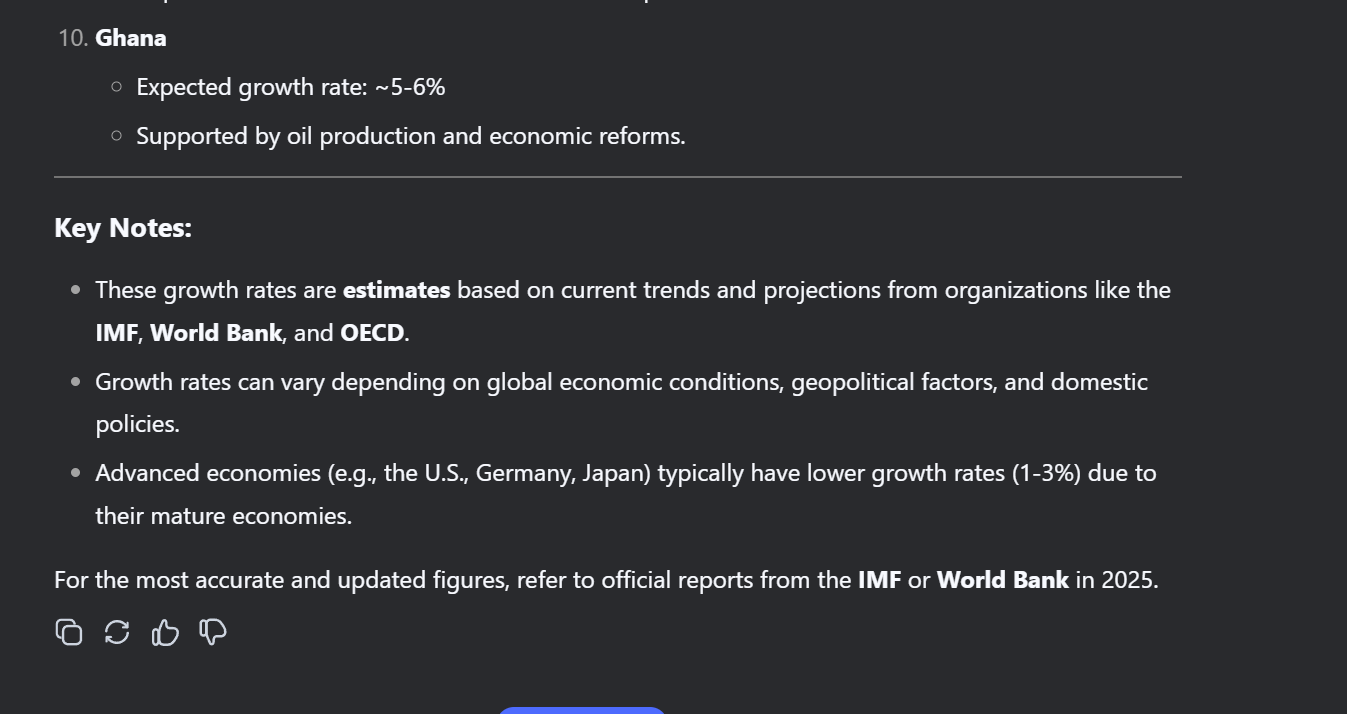 10. Ghana
Expected growth rate: ~5-6%
Supported by oil production and economic reforms.
Key Notes:
These growth rates are estimates based on current trends and projections from organizations like the
IMF, World Bank, and OECD.
Growth rates can vary depending on global economic conditions, geopolitical factors, and domestic
policies.
Advanced economies (e.g., the U.S., Germany, Japan) typically have lower growth rates (1-3%) due to
their mature economies.
For the most accurate and updated figures, refer to official reports from the IMF or World Bank in 2025.